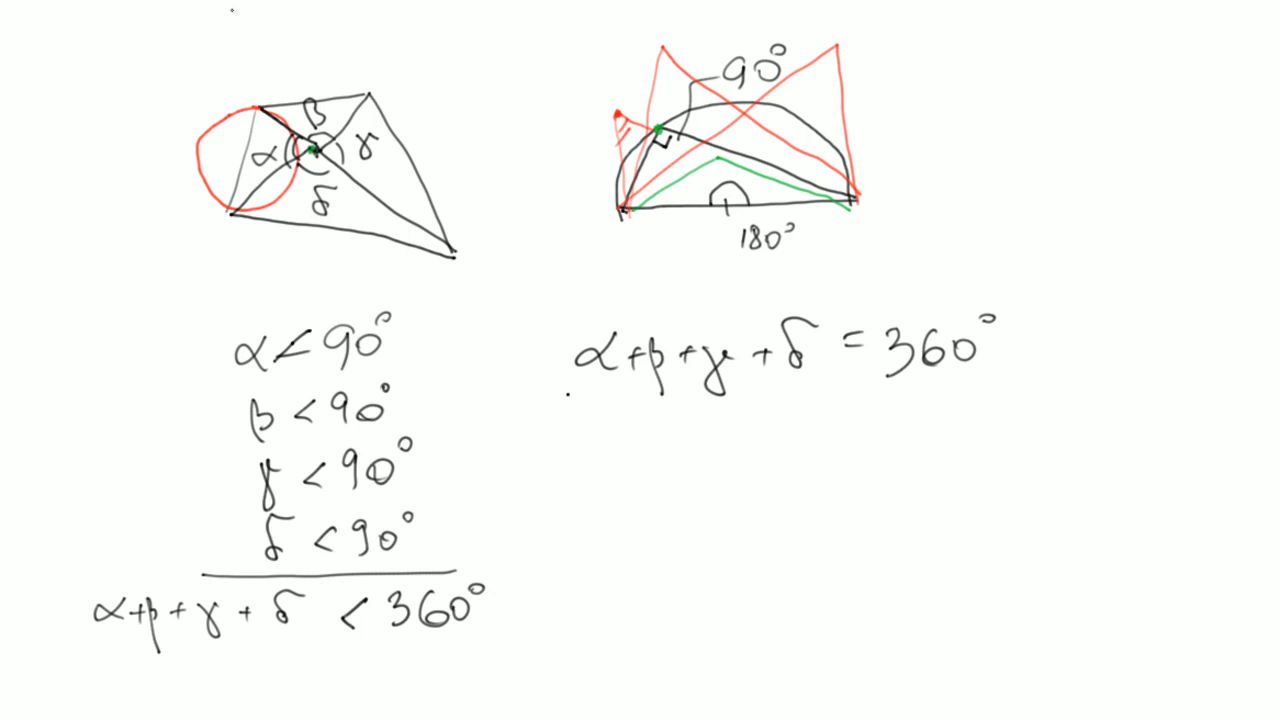 β
α γ
δ
90°
180°
α < 90°
β < 90°
γ < 90°
δ < 90°
α+β+γ+δ < 360°
α+β+γ+δ = 360°